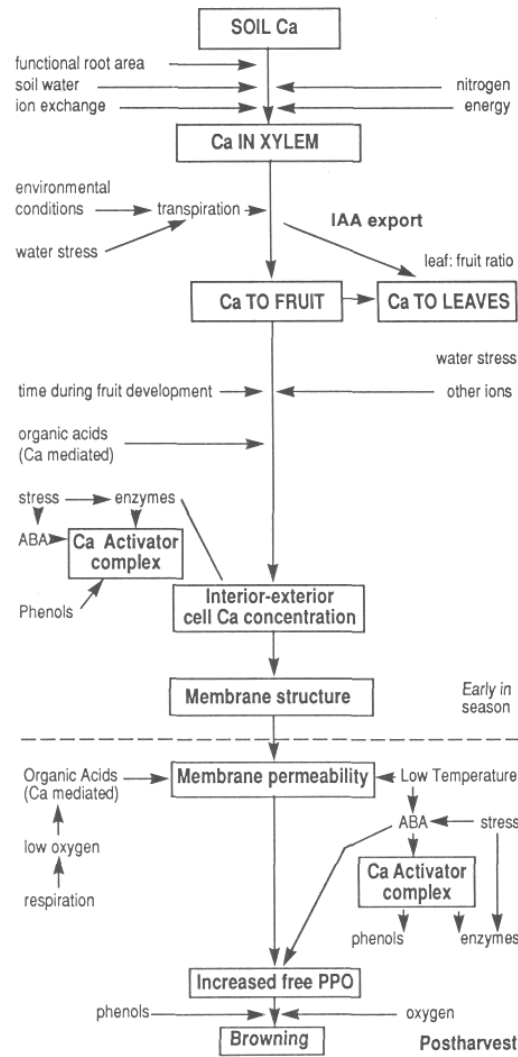 SOIL Ca
functional root area
soil water
nitrogen
ion exchange
energy
Ca IN XYLEM
environmental
conditions
transpiration
IAA export
water stress
leaf: fruit ratio
Ca TO FRUIT
Ca TO LEAVES
water stress
time during fruit development
other ions
organic acids
(Ca mediated)
stress
enzymes
ABA
Ca Activator
complex
Phenols
Interior-exterior
cell Ca concentration
Membrane structure
Early in
season
Organic Acids
(Ca mediated)
Membrane permeability
Low Temperature
low oxygen
ABA
stress
respiration
Ca Activator
complex
phenols
enzymes
Increased free PPO
phenols
oxygen
Browning
Postharvest